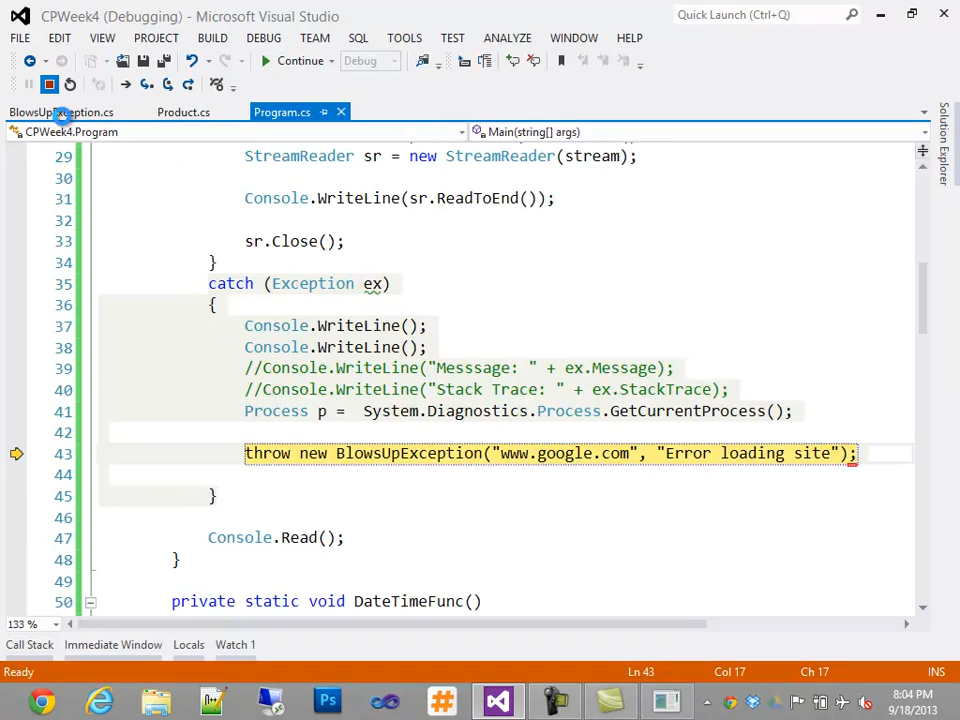 CPWeek4 (Debugging) - Microsoft Visual Studio
Quick Launch (Ctrl+Q)
FILE EDIT VIEW PROJECT BUILD DEBUG TEAM SQL TOOLS TEST ANALYZE WINDOW HELP
Continue Debug
BlowsUpException.cs Product.cs Program.cs
CPWeek4.Program Main(string[] args)
Solution Explorer
29 StreamReader sr = new StreamReader(stream);
30
31 Console.WriteLine(sr.ReadToEnd());
32
33 sr.Close();
34 }
35 catch (Exception ex)
36 {
37 Console.WriteLine();
38 Console.WriteLine();
39 //Console.WriteLine("Messsage: " + ex.Message);
40 //Console.WriteLine("Stack Trace: " + ex.StackTrace);
41 Process p = System.Diagnostics.Process.GetCurrentProcess();
42
43 throw new BlowsUpException("www.google.com", "Error loading site");
44
45 }
46
47 Console.Read();
48 }
49
50 private static void DateTimeFunc()
133 %
Call Stack Immediate Window Locals Watch 1
Ready Ln 43 Col 17 Ch 17 INS
Ps
8:04 PM
9/18/2013